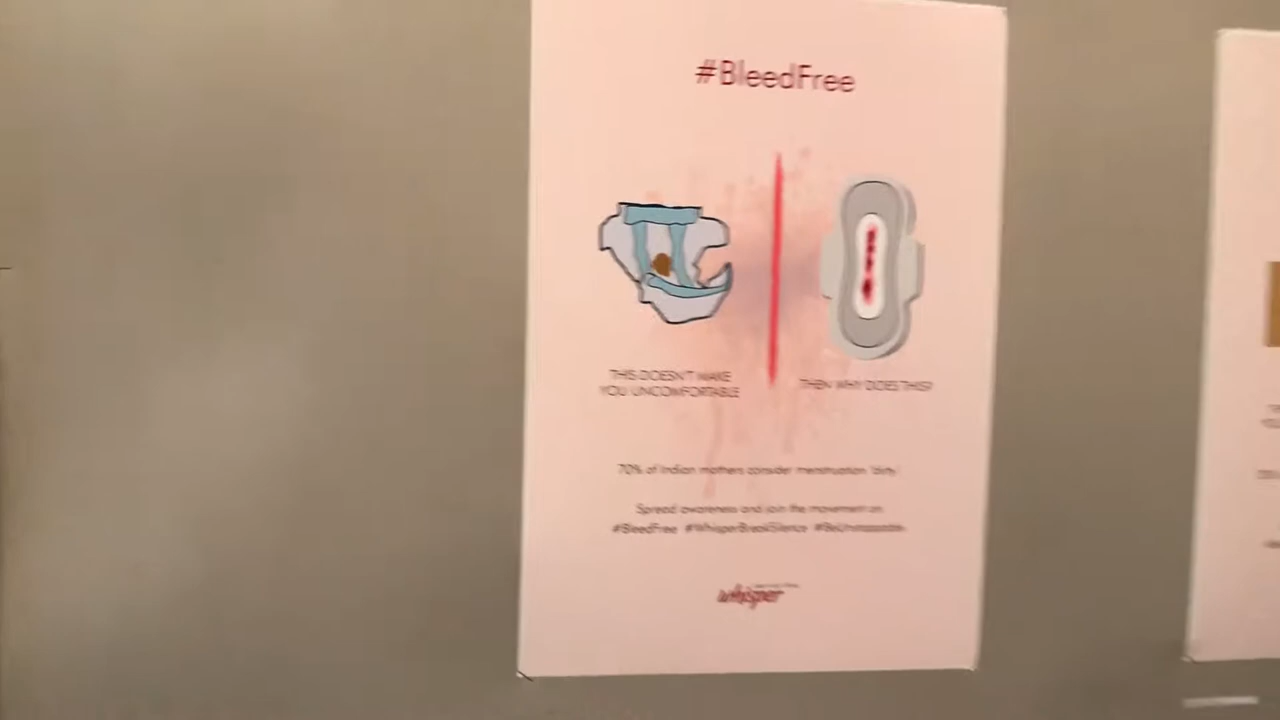 #BleedFree
THIS DOESN'T MAKE
YOU UNCOMFORTABLE
THEN WHY DOES THIS?
70% of Indian mothers consider menstruation 'dirty'
Spread awareness and join the movement on
#BleedFree #WhisperBreakSilence
whisper